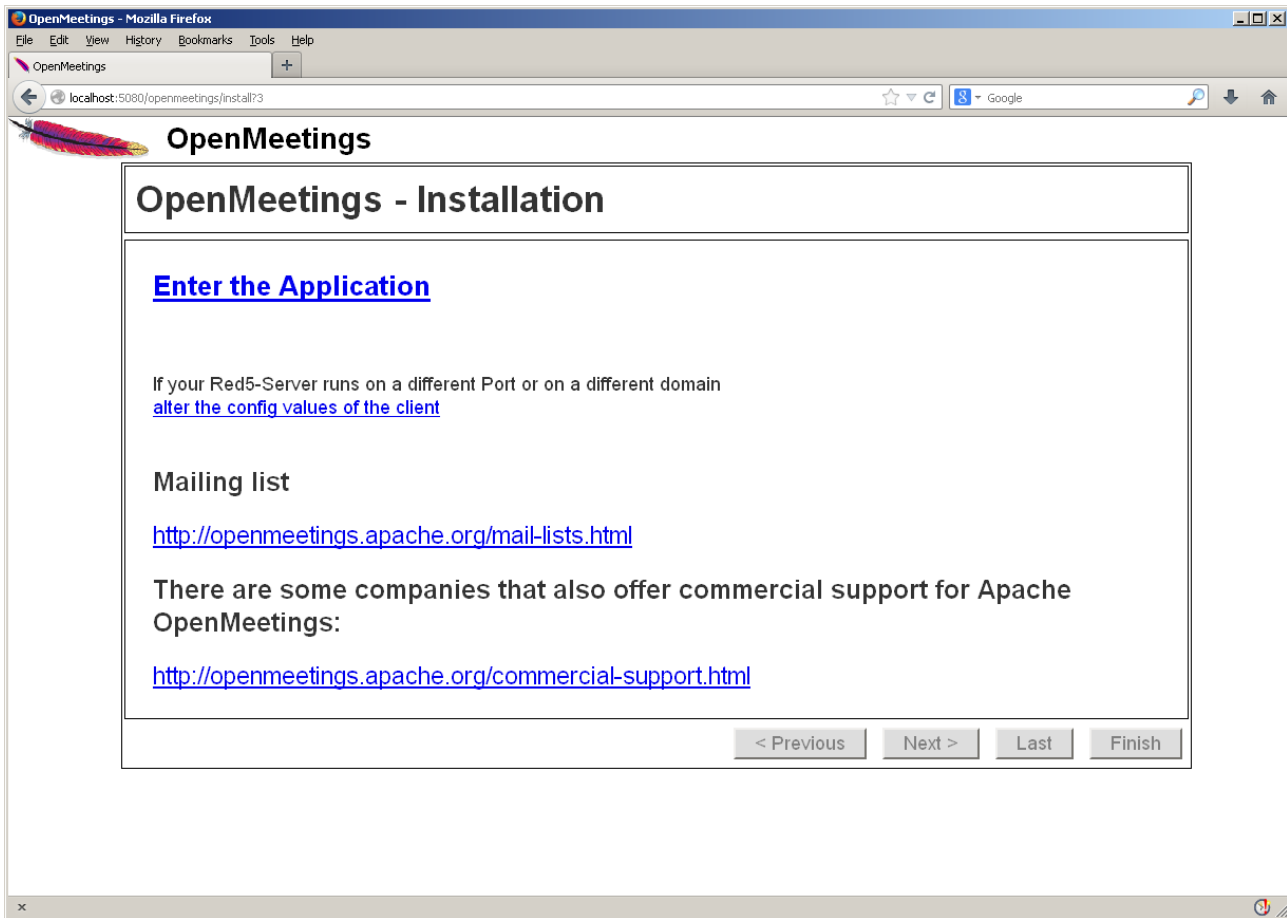 OpenMeetings - Mozilla Firefox
File Edit View History Bookmarks Tools Help
OpenMeetings +
localhost:5080/openmeetings/install?3
8 Google
OpenMeetings
OpenMeetings - Installation
Enter the Application
If your Red5-Server runs on a different Port or on a different domain
alter the config values of the client
Mailing list
http://openmeetings.apache.org/mail-lists.html
There are some companies that also offer commercial support for Apache
OpenMeetings:
http://openmeetings.apache.org/commercial-support.html
< Previous Next > Last Finish
x